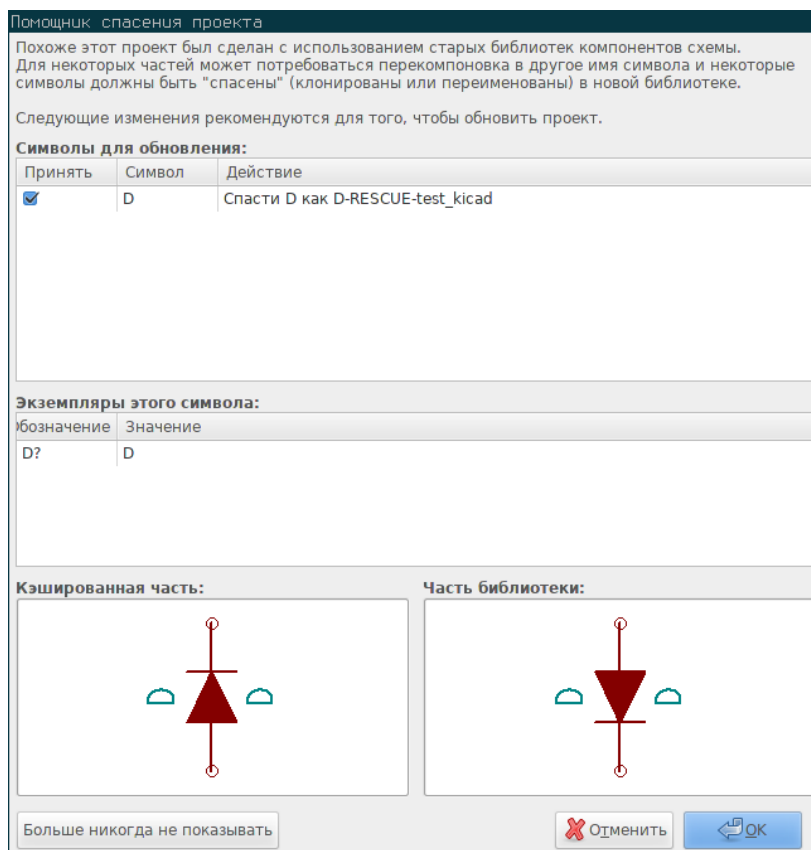 Помощник спасения проекта
Похоже этот проект был сделан с использованием старых библиотек компонентов схемы.
Для некоторых частей может потребоваться перекомпоновка в другое имя символа и некоторые
символы должны быть "спасены" (клонированы или переименованы) в новой библиотеке.
Следующие изменения рекомендуются для того, чтобы обновить проект.
Символы для обновления:
Принять Символ Действие
D Спасти D как D-RESCUE-test_kicad
Экземпляры этого символа:
Обозначение Значение
D? D
Кэшированная часть: Часть библиотеки:
D D D D
Больше никогда не показывать Отменить OK